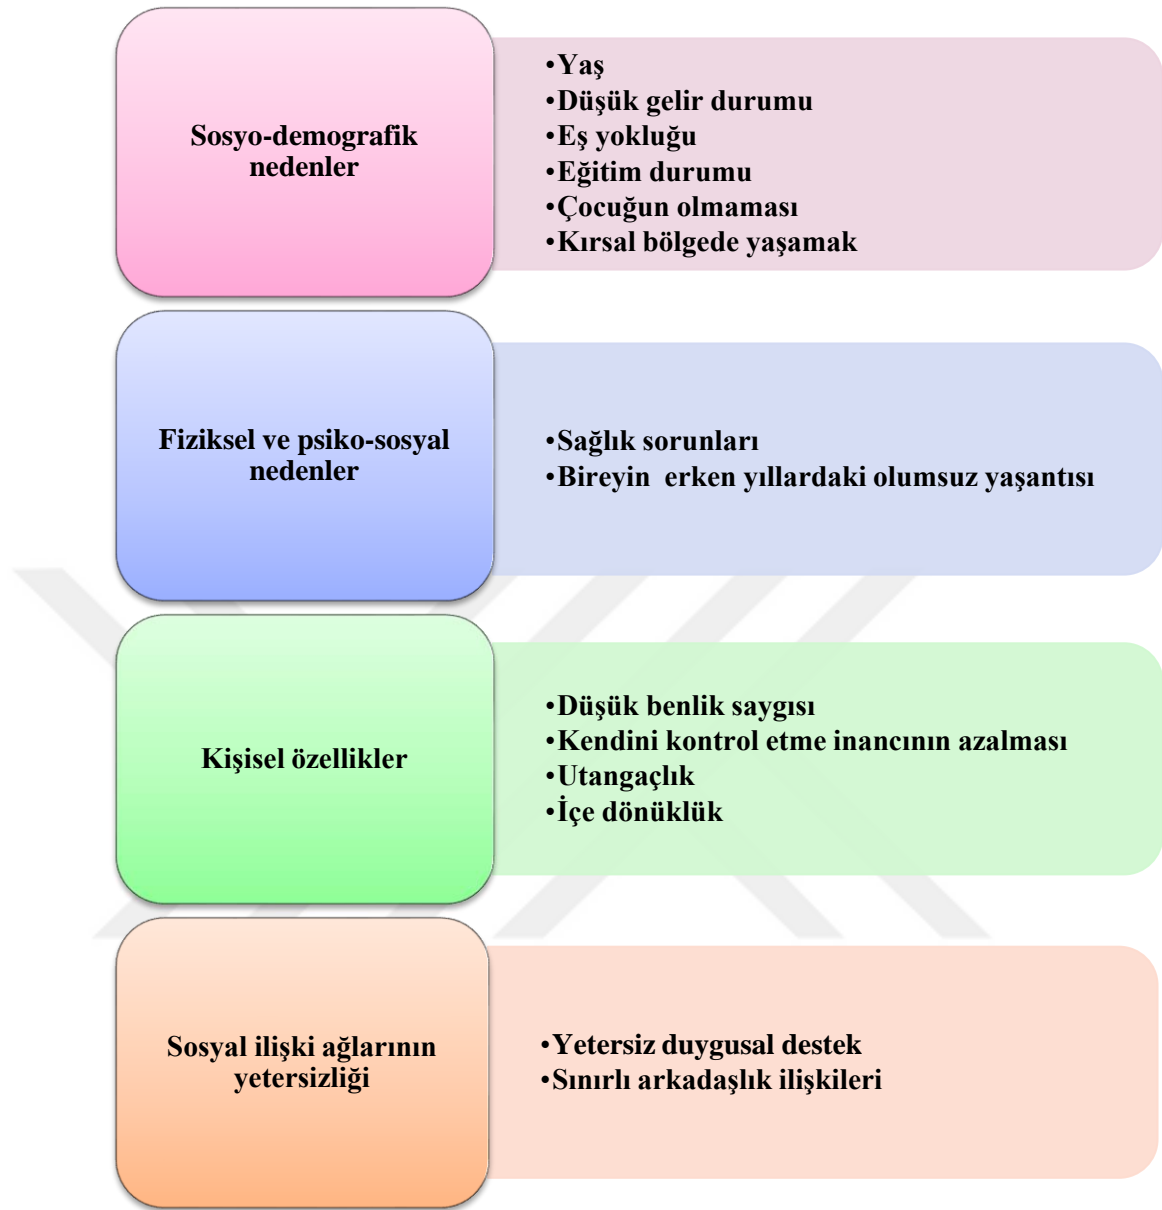 Sosyo-demografik
nedenler
•Yaş
•Düşük gelir durumu
•Eş yokluğu
•Eğitim durumu
•Çocuğun olmaması
•Kırsal bölgede yaşamak
Fiziksel ve psiko-sosyal
nedenler
•Sağlık sorunları
•Bireyin erken yıllardaki olumsuz yaşantısı
Kişisel özellikler
•Düşük benlik saygısı
•Kendini kontrol etme inancının azalması
•Utangaçlık
•İçe dönüklük
Sosyal ilişki ağlarının
yetersizliği
•Yetersiz duygusal destek
•Sınırlı arkadaşlık ilişkileri